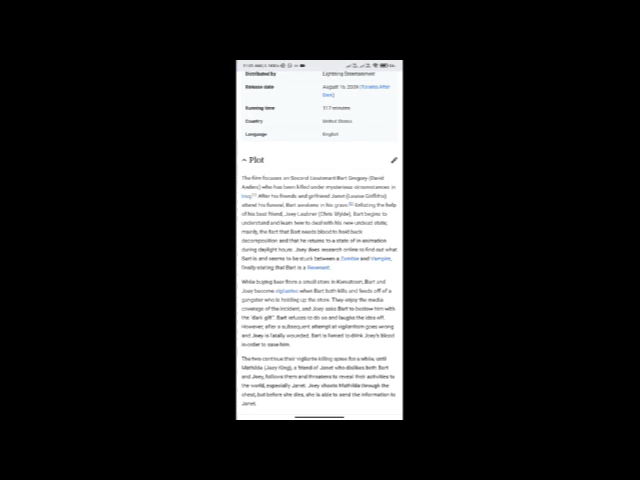 Distributed by Lightning Entertainment
Release date August 16, 2009 (Toronto After
Dark)
Running time 117 minutes
Country United States
Language English
Plot
The film focuses on Second Lieutenant Bart Gregory (David
Anders) who has been killed under mysterious circumstances in
Iraq. After his friends and girlfriend Janet (Louise Griffiths)
attend his funeral, Bart awakens in his grave. Enlisting the help
of his best friend, Joey Leubner (Chris Wylde), Bart begins to
understand and learn how to deal with his new undead state;
mainly, the fact that Bart needs blood to hold back
decomposition and that he returns to a state of in animation
during daylight hours. Joey does research online to find out what
Bart is and seems to be stuck between a Zombie and Vampire,
finally stating that Bart is a Revenant.
While buying beer from a small store in Koreatown, Bart and
Joey become vigilantes when Bart both kills and feeds off of a
gangster who is holding up the store. They enjoy the media
coverage of the incident, and Joey asks Bart to bestow him with
the "dark gift". Bart refuses to do so and laughs the idea off.
However, after a subsequent attempt at vigilantism goes wrong
and Joey is fatally wounded, Bart is forced to drink Joey's blood
in order to save him.
The two continue their vigilante killing spree for a while, until
Mathilda (Jacy King), a friend of Janet who dislikes both Bart
and Joey, follows them and threatens to reveal their activities to
the world, especially Janet. Joey shoots Mathilda through the
chest, but before she dies, she is able to send the information to
Janet.